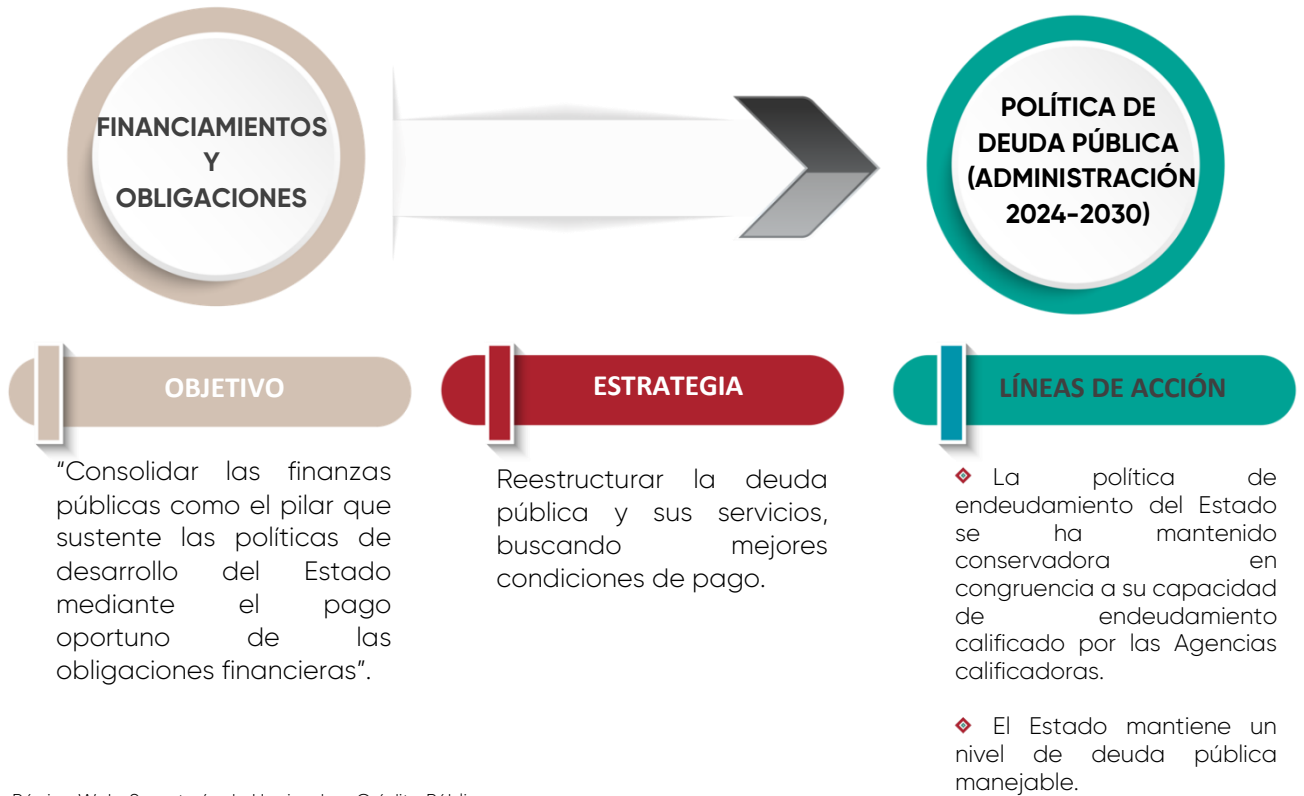 FINANCIAMIENTOS
Y
OBLIGACIONES
POLÍTICA DE
DEUDA PÚBLICA
(ADMINISTRACIÓN
2024-2030)
OBJETIVO
ESTRATEGIA
LÍNEAS DE ACCIÓN
"Consolidar las finanzas
públicas como el pilar que
sustente las políticas de
desarrollo del Estado
mediante el pago
oportuno de las
obligaciones financieras".
Reestructurar la deuda
pública y sus servicios,
buscando mejores
condiciones de pago.
La política de
endeudamiento del Estado
se ha mantenido
conservadora en
congruencia a su capacidad
de endeudamiento
calificado por las Agencias
calificadoras.
El Estado mantiene un
nivel de deuda pública
manejable.